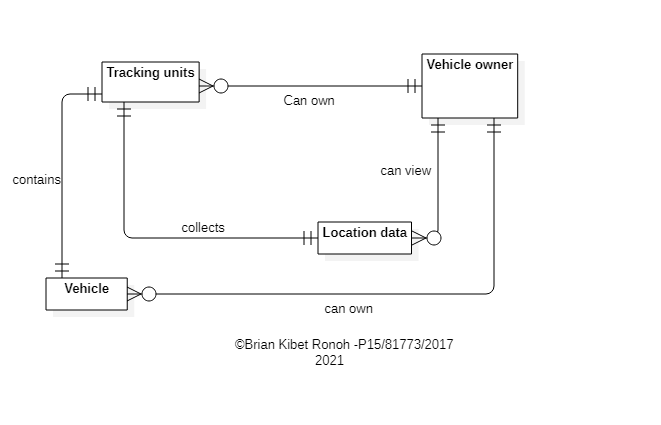 Tracking units
Vehicle owner
Can own
can view
contains
collects
Location data
Vehicle
can own
©Brian Kibet Ronoh -P15/81773/2017
2021